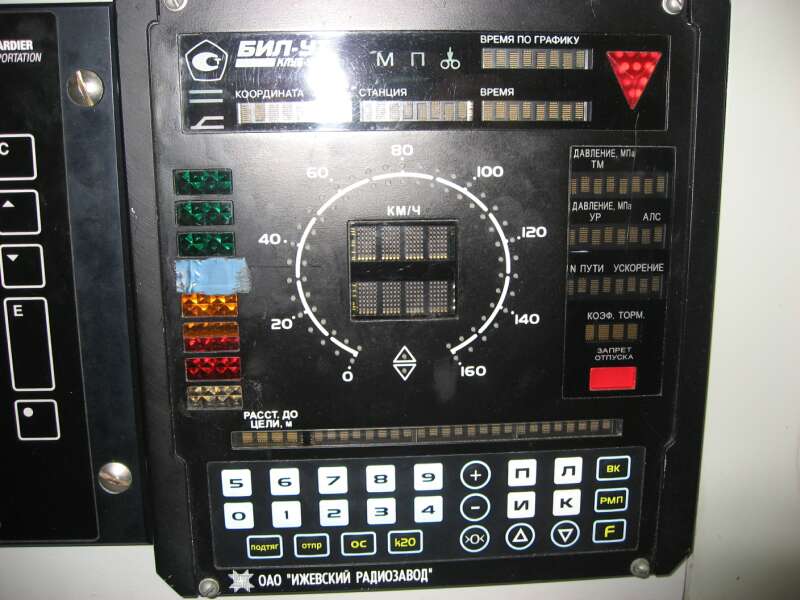 ARDIER
PORTATION
БИЛ-У
М П
ВРЕМЯ ПО ГРАФИКУ
КООРДИНАТА СТАНЦИЯ ВРЕМЯ
0 20 40 60 80 100 120 140 160
КМ/Ч
ДАВЛЕНИЕ, МПа
ТМ
ДАВЛЕНИЕ, МПа
УР АЛС
N ПУТИ УСКОРЕНИЕ
КОЭФ. ТОРМ.
ЗАПРЕТ
ОТПУСКА
РАССТ. ДО
ЦЕЛИ, м
C
E
5 6 7 8 9 + П Л ВК
0 1 2 3 4 - И К РМП
подтяг отпр ОС К20 >О< F
ОАО "ИЖЕВСКИЙ РАДИОЗАВОД"